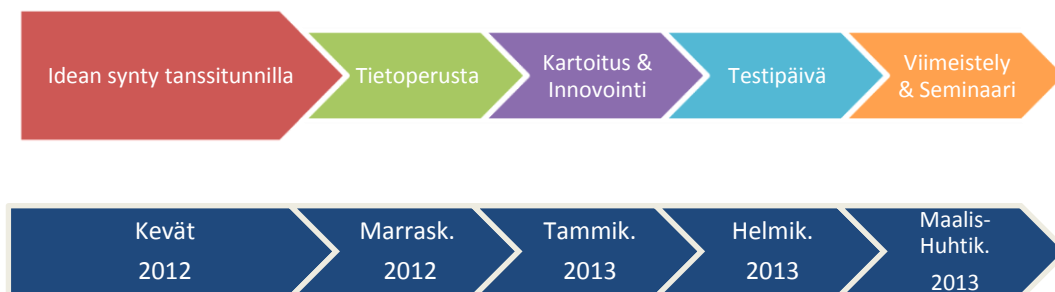 Idean synty tanssitunnilla
Tietoperusta
Kartoitus &
Innovointi
Testipäivä
Viimeistely
& Seminaari
Kevät
2012
Marrask.
2012
Tammik.
2013
Helmik.
2013
Maalis-
Huhtik.
2013